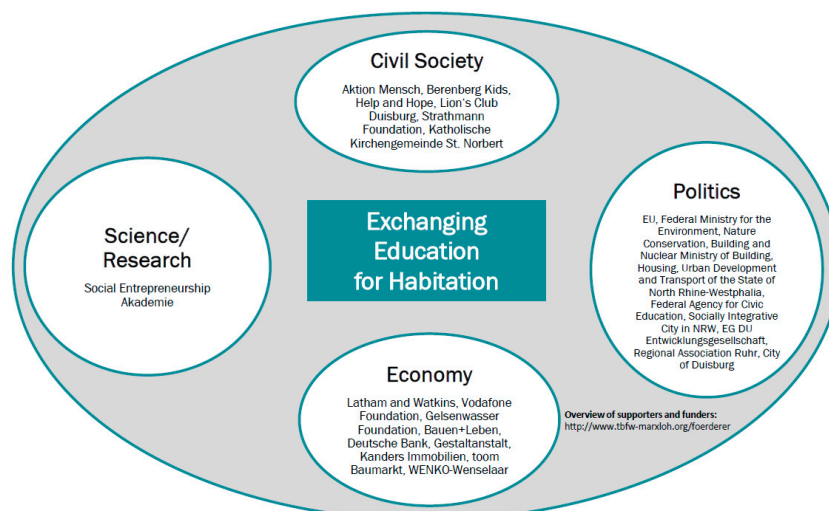 Civil Society
Aktion Mensch, Berenberg Kids,
Help and Hope, Lion's Club
Duisburg, Strathmann
Foundation, Katholische
Kirchengemeinde St. Norbert
Science/
Research
Social Entrepreneurship
Akademie
Exchanging
Education
for Habitation
Politics
EU, Federal Ministry for the
Environment, Nature
Conservation, Building and
Nuclear Ministry of Building,
Housing, Urban Development
and Transport of the State of
North Rhine-Westphalia,
Federal Agency for Civic
Education, Socially Integrative
City in NRW, EG DU
Entwicklungsgesellschaft,
Regional Association Ruhr, City
of Duisburg
Economy
Latham and Watkins, Vodafone
Foundation, Gelsenwasser
Foundation, Bauen+Leben,
Deutsche Bank, Gestaltanstalt,
Kanders Immobilien, toom
Baumarkt, WENKO-Wenselaar
Overview of supporters and funders:
http://www.tbfw-marxloh.org/foerderer